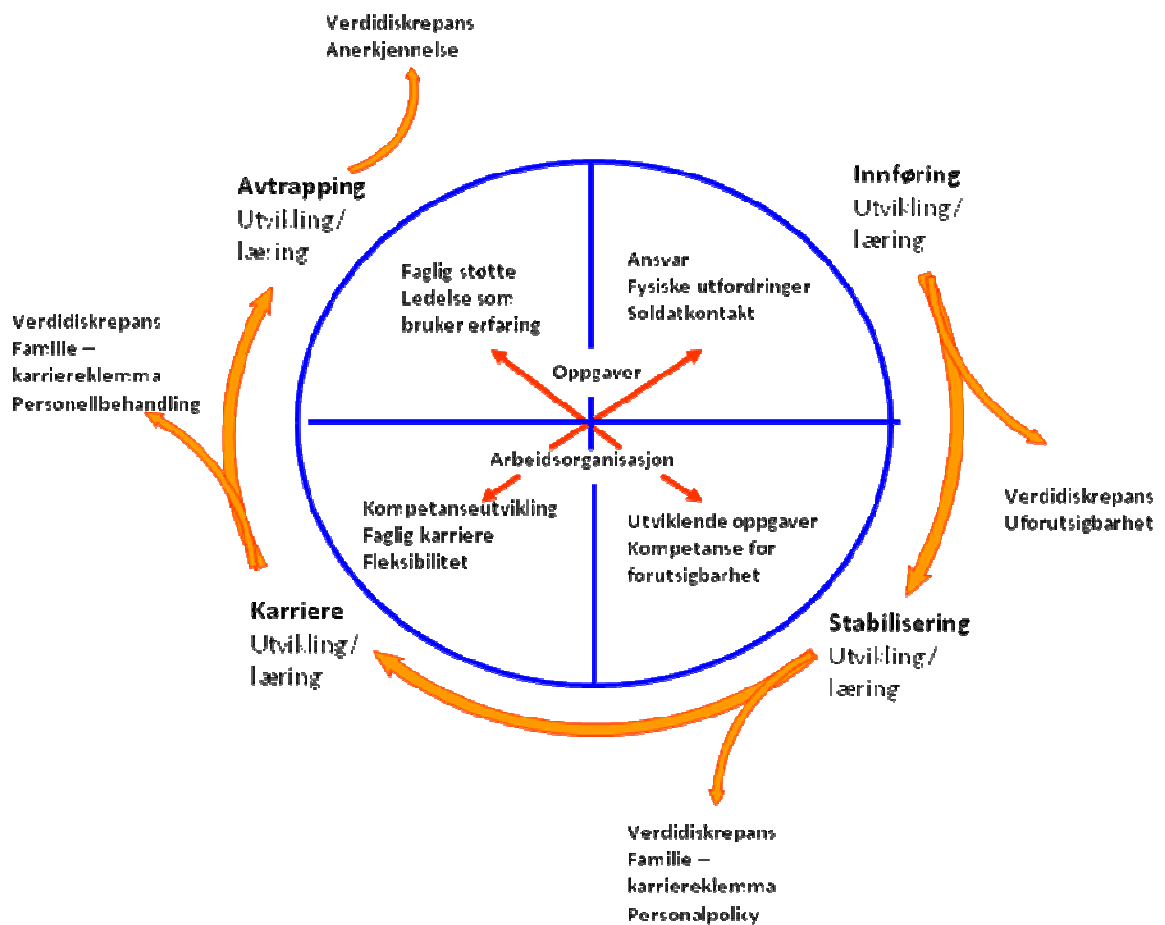 Verdidiskrepans
Anerkjennelse
Avtrapping
Utvikling/
læring
Innføring
Utvikling/
læring
Faglig støtte
Ledelse som
bruker erfaring
Ansvar
Fysiske utfordringer
Soldatkontakt
Verdidiskrepans
Familie –
karriereklemma
Personellbehandling
Oppgaver
Arbeidsorganisasjon
Kompetanseutvikling
Faglig karriere
Fleksibilitet
Utviklende oppgaver
Kompetanse for
forutsigbarhet
Verdidiskrepans
Uforutsigbarhet
Karriere
Utvikling/
læring
Stabilisering
Utvikling/
læring
Verdidiskrepans
Familie –
karriereklemma
Personalpolicy